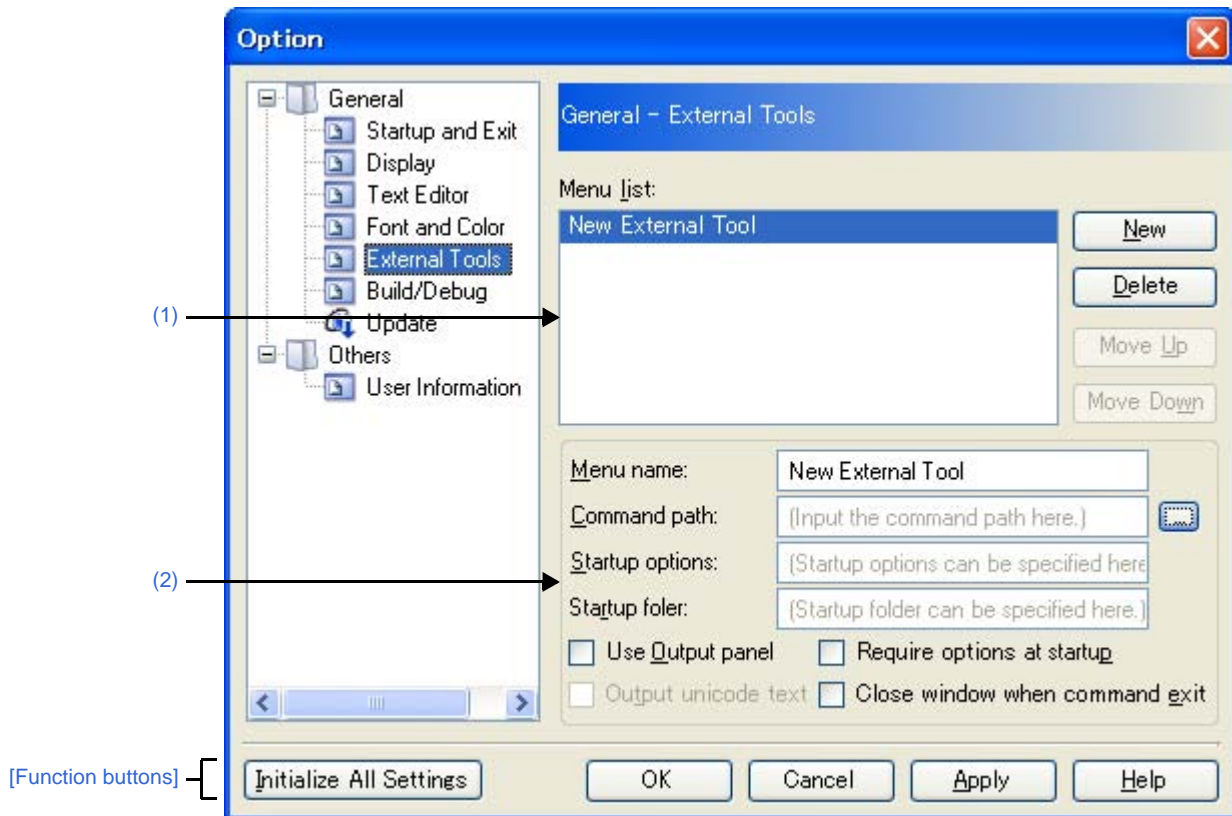 Option
General
Startup and Exit
Display
Text Editor
Font and Color
External Tools
Build/Debug
Update
Others
User Information
General - External Tools
Menu list:
New External Tool
New
Delete
Move Up
Move Down
(1)
Menu name:
New External Tool
Command path:
(Input the command path here.)
...
Startup options:
(Startup options can be specified here
Startup foler:
(Startup folder can be specified here.)
(2)
Use Output panel
Require options at startup
Output unicode text
Close window when command exit
[Function buttons]
Initialize All Settings
OK
Cancel
Apply
Help